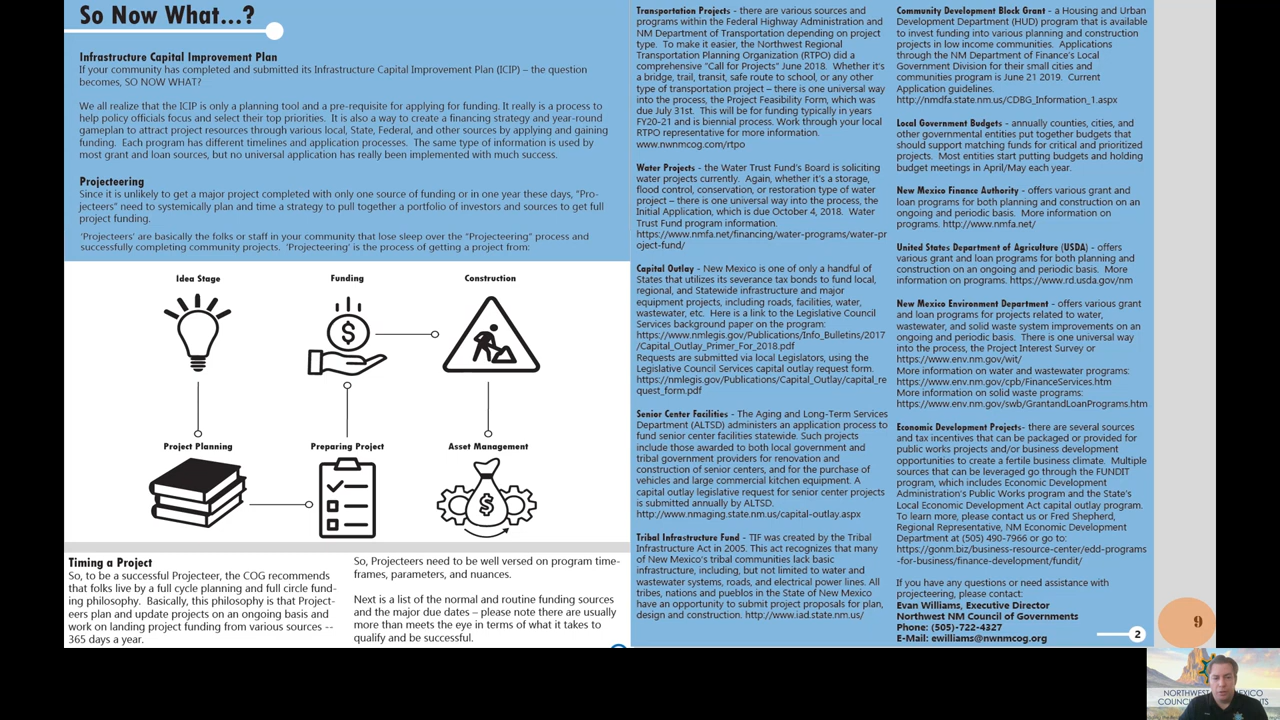 So Now What...?
Infrastructure Capital Improvement Plan
If your community has completed and submitted its Infrastructure Capital Improvement Plan (ICIP) – the question
becomes, SO NOW WHAT?
We all realize that the ICIP is only a planning tool and a pre-requisite for applying for funding. It really is a process to
help policy officials focus and select their top priorities.  It is also a way to create a financing strategy and year-round
gameplan to attract project resources through various local, State, Federal, and other sources by applying and gaining
funding.  Each program has different timelines and application processes.  The same type of information is used by
most grant and loan sources, but no universal application has really been implemented with much success.
Projecteering
Since it is unlikely to get a major project completed with only one source of funding or in one year these days, "Pro-
jecteers" need to systemically plan and time a strategy to pull together a portfolio of investors and sources to get full
project funding.
'Projecteers' are basically the folks or staff in your community that lose sleep over the "Projecteering" process and
successfully completing community projects.  'Projecteering' is the process of getting a project from:
Idea Stage
Funding
Construction
Project Planning
Preparing Project
Asset Management
Timing a Project
So, to be a successful Projecteer, the COG recommends
that folks live by a full cycle planning and full circle fund-
ing philosophy.  Basically, this philosophy is that Project-
eers plan and update projects on an ongoing basis and
work on landing project funding from various sources --
365 days a year.
So, Projecteers need to be well versed on program time-
frames, parameters, and nuances.
Next is a list of the normal and routine funding sources
and the major due dates – please note there are usually
more than meets the eye in terms of what it takes to
qualify and be successful.
Transportation Projects - there are various sources and
programs within the Federal Highway Administration and
NM Department of Transportation depending on project
type.  To make it easier, the Northwest Regional
Transportation Planning Organization (RTPO) did a
comprehensive "Call for Projects" June 2018.  Whether it's
a bridge, trail, transit, safe route to school, or any other
type of transportation project – there is one universal way
into the process, the Project Feasibility Form, which was
due July 31st.  This will be for funding typically in years
FY20-21 and is biennial process.  Work through your local
RTPO representative for more information.
www.nwnmcog.com/rtpo
Water Projects - the Water Trust Fund's Board is soliciting
water projects currently.  Again, whether it's a storage,
flood control, conservation, or restoration type of water
project – there is one universal way into the process, the
Initial Application, which is due October 4, 2018.  Water
Trust Fund program information.
https://www.nmfa.net/financing/water-programs/water-pr
oject-fund/
Capital Outlay - New Mexico is one of only a handful of
States that utilizes its severance tax bonds to fund local,
regional, and Statewide infrastructure and major
equipment projects, including roads, facilities, water,
wastewater, etc.  Here is a link to the Legislative Council
Services background paper on the program:
https://www.nmlegis.gov/Publications/Info_Bulletins/2017
/Capital_Outlay_Primer_For_2018.pdf
Requests are submitted via local Legislators, using the
Legislative Council Services capital outlay request form.
https://nmlegis.gov/Publications/Capital_Outlay/capital_re
quest_form.pdf
Senior Center Facilities - The Aging and Long-Term Services
Department (ALTSD) administers an application process to
fund senior center facilities statewide. Such projects
include those awarded to both local government and
tribal government providers for renovation and
construction of senior centers, and for the purchase of
vehicles and large commercial kitchen equipment. A
capital outlay legislative request for senior center projects
is submitted annually by ALTSD.
http://www.nmaging.state.nm.us/capital-outlay.aspx
Tribal Infrastructure Fund - TIF was created by the Tribal
Infrastructure Act in 2005. This act recognizes that many
of New Mexico's tribal communities lack basic
infrastructure, including, but not limited to water and
wastewater systems, roads, and electrical power lines. All
tribes, nations and pueblos in the State of New Mexico
have an opportunity to submit project proposals for plan,
design and construction. http://www.iad.state.nm.us/
Community Development Block Grant - a Housing and Urban
Development Department (HUD) program that is available
to invest funding into various planning and construction
projects in low income communities.  Applications
through the NM Department of Finance's Local
Government Division for their small cities and
communities program is June 21 2019.  Current
Application guidelines.
http://nmdfa.state.nm.us/CDBG_Information_1.aspx
Local Government Budgets - annually counties, cities, and
other governmental entities put together budgets that
should support matching funds for critical and prioritized
projects.  Most entities start putting budgets and holding
budget meetings in April/May each year.
New Mexico Finance Authority - offers various grant and
loan programs for both planning and construction on an
ongoing and periodic basis.  More information on
programs. http://www.nmfa.net/
United States Department of Agriculture (USDA) - offers
various grant and loan programs for both planning and
construction on an ongoing and periodic basis.  More
information on programs. https://www.rd.usda.gov/nm
New Mexico Environment Department - offers various grant
and loan programs for projects related to water,
wastewater, and solid waste system improvements on an
ongoing and periodic basis.  There is one universal way
into the process, the Project Interest Survey or
https://www.env.nm.gov/wit/
More information on water and wastewater programs:
https://www.env.nm.gov/cpb/FinanceServices.htm
More information on solid waste programs:
https://www.env.nm.gov/swb/GrantandLoanPrograms.htm
Economic Development Projects- there are several sources
and tax incentives that can be packaged or provided for
public works projects and/or business development
opportunities to create a fertile business climate.  Multiple
sources that can be leveraged go through the FUNDIT
program, which includes Economic Development
Administration's Public Works program and the State's
Local Economic Development Act capital outlay program.
To learn more, please contact us or Fred Shepherd,
Regional Representative, NM Economic Development
Department at (505) 490-7966 or go to:
https://gonm.biz/business-resource-center/edd-programs
-for-business/finance-development/fundit/
If you have any questions or need assistance with
projecteering, please contact:
Evan Williams, Executive Director
Northwest NM Council of Governments
Phone: (505)-722-4327
E-Mail: ewilliams@nwnmcog.org
2
9